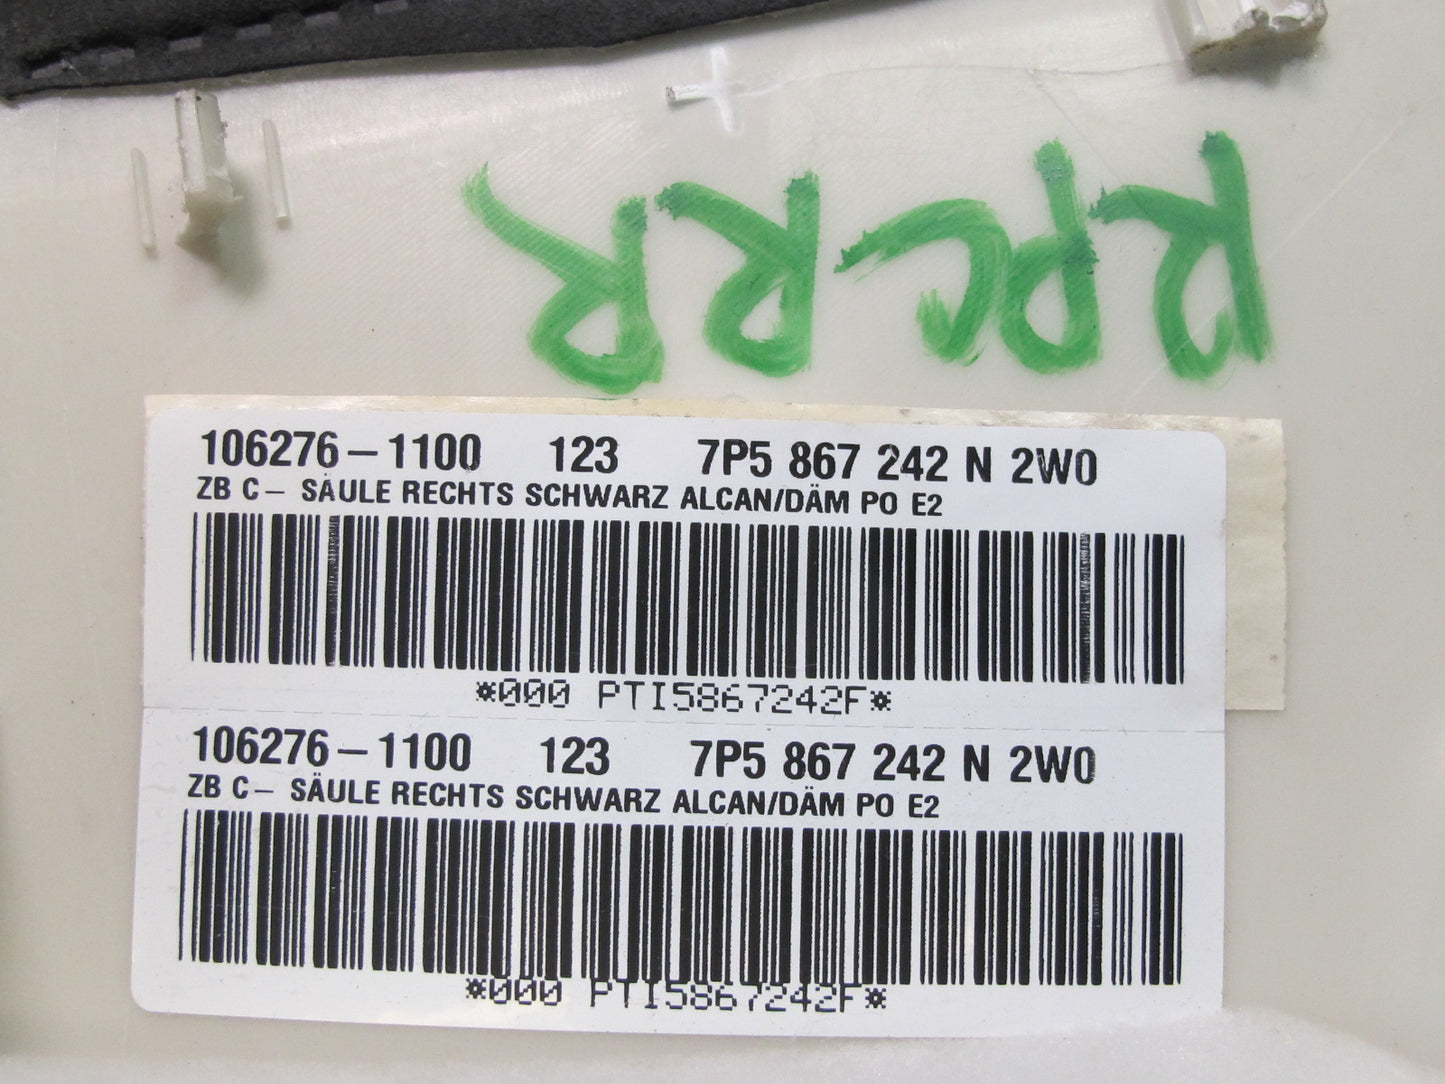 RPCRR
106276-1100 123 7P5 867 242 N 2W0
ZB C- SÄULE RECHTS SCHWARZ ALCAN/DÄM PO E2
*000 PTI5867242F*
106276-1100 123 7P5 867 242 N 2W0
ZB C- SÄULE RECHTS SCHWARZ ALCAN/DÄM PO E2
*000 PTI5867242F*